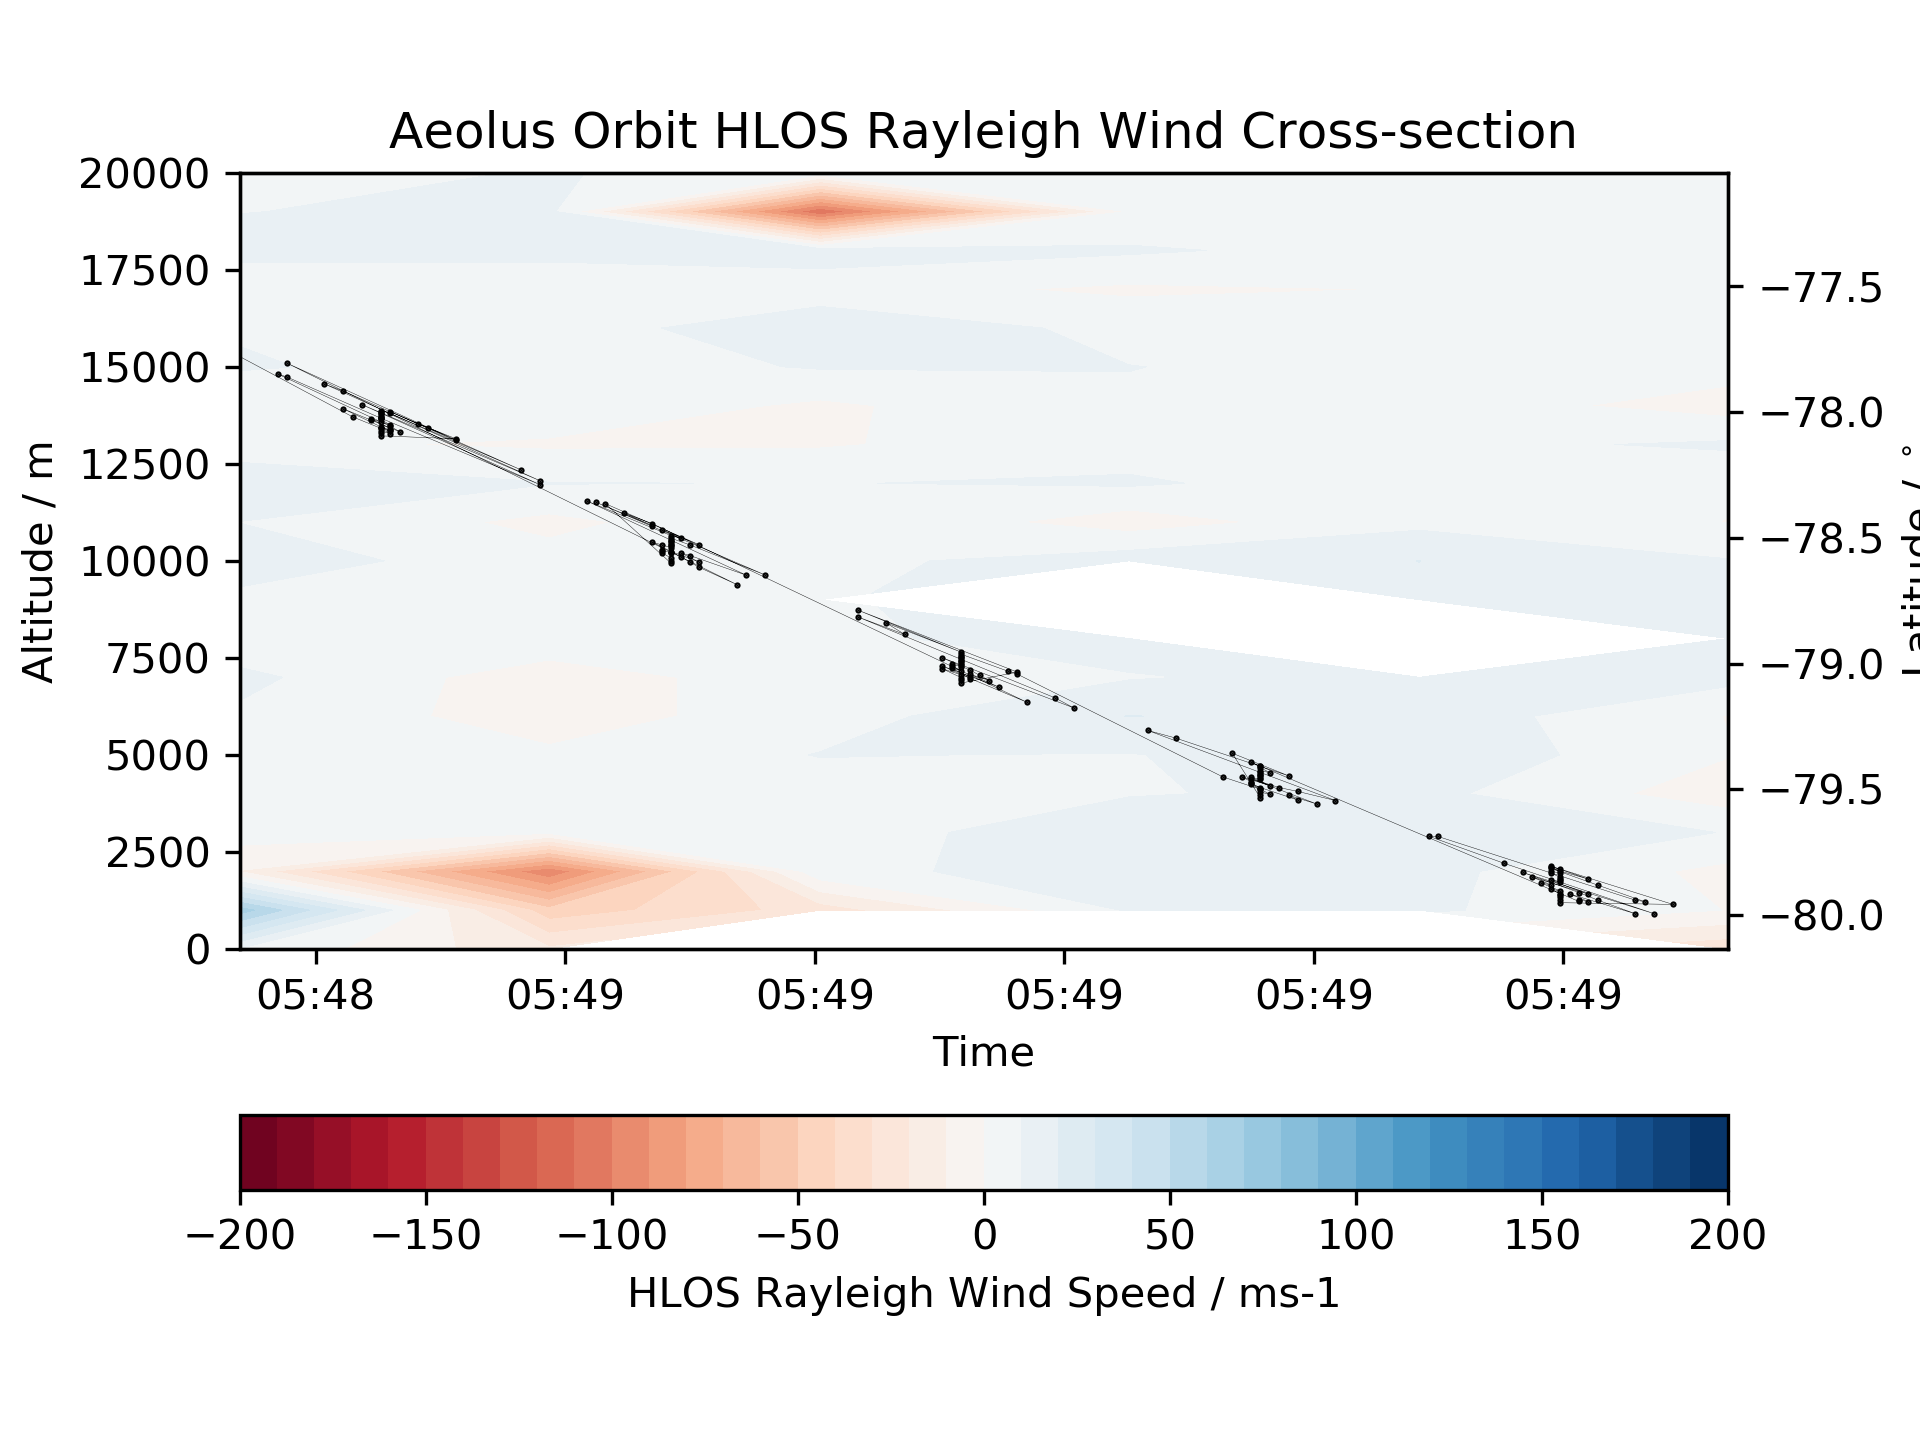 Aeolus Orbit HLOS Rayleigh Wind Cross-section
20000
17500
15000
12500
10000
7500
5000
2500
0
Altitude / m
−77.5
−78.0
−78.5
−79.0
−79.5
−80.0
Latitude / °
05:48 05:49 05:49 05:49 05:49 05:49
Time
−200 −150 −100 −50 0 50 100 150 200
HLOS Rayleigh Wind Speed / ms-1